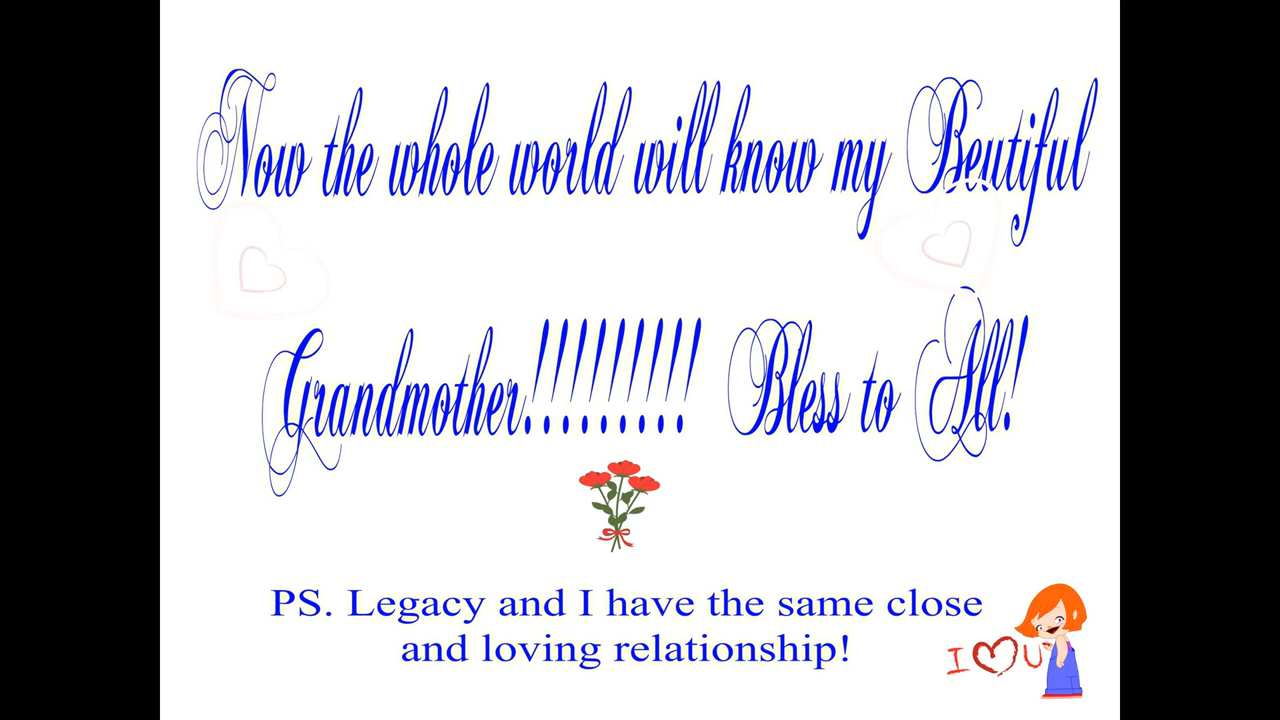 Now the whole world will know my Beutiful
Grandmother!!!!!!!!! Bless to All!
PS. Legacy and I have the same close
and loving relationship!
I U